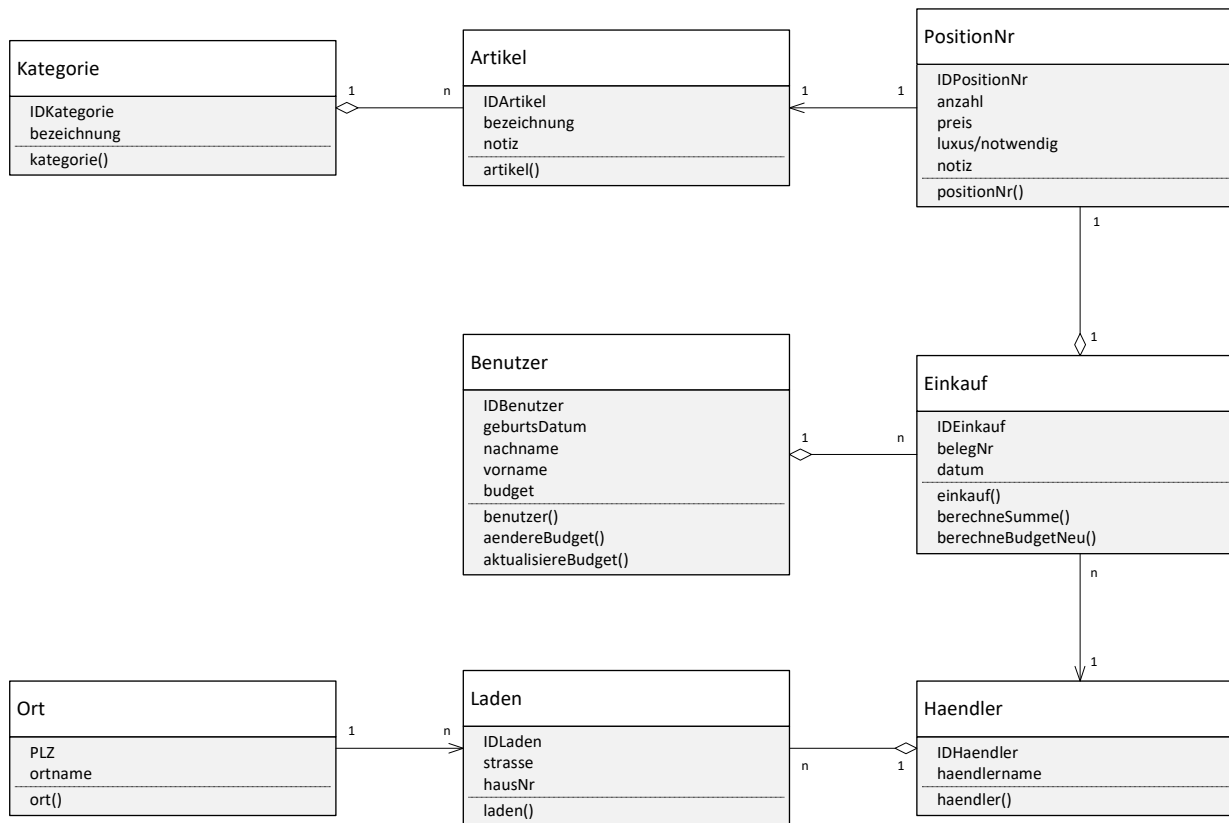 Kategorie
IDKategorie
bezeichnung
kategorie()
1
n
Artikel
IDArtikel
bezeichnung
notiz
artikel()
1
1
PositionNr
IDPositionNr
anzahl
preis
luxus/notwendig
notiz
positionNr()
1
1
Benutzer
IDBenutzer
geburtsDatum
nachname
vorname
budget
benutzer()
aendereBudget()
aktualisiereBudget()
1
n
Einkauf
IDEinkauf
belegNr
datum
einkauf()
berechneSumme()
berechneBudgetNeu()
n
1
Ort
PLZ
ortname
ort()
1
n
Laden
IDLaden
strasse
hausNr
laden()
n
1
Haendler
IDHaendler
haendlername
haendler()